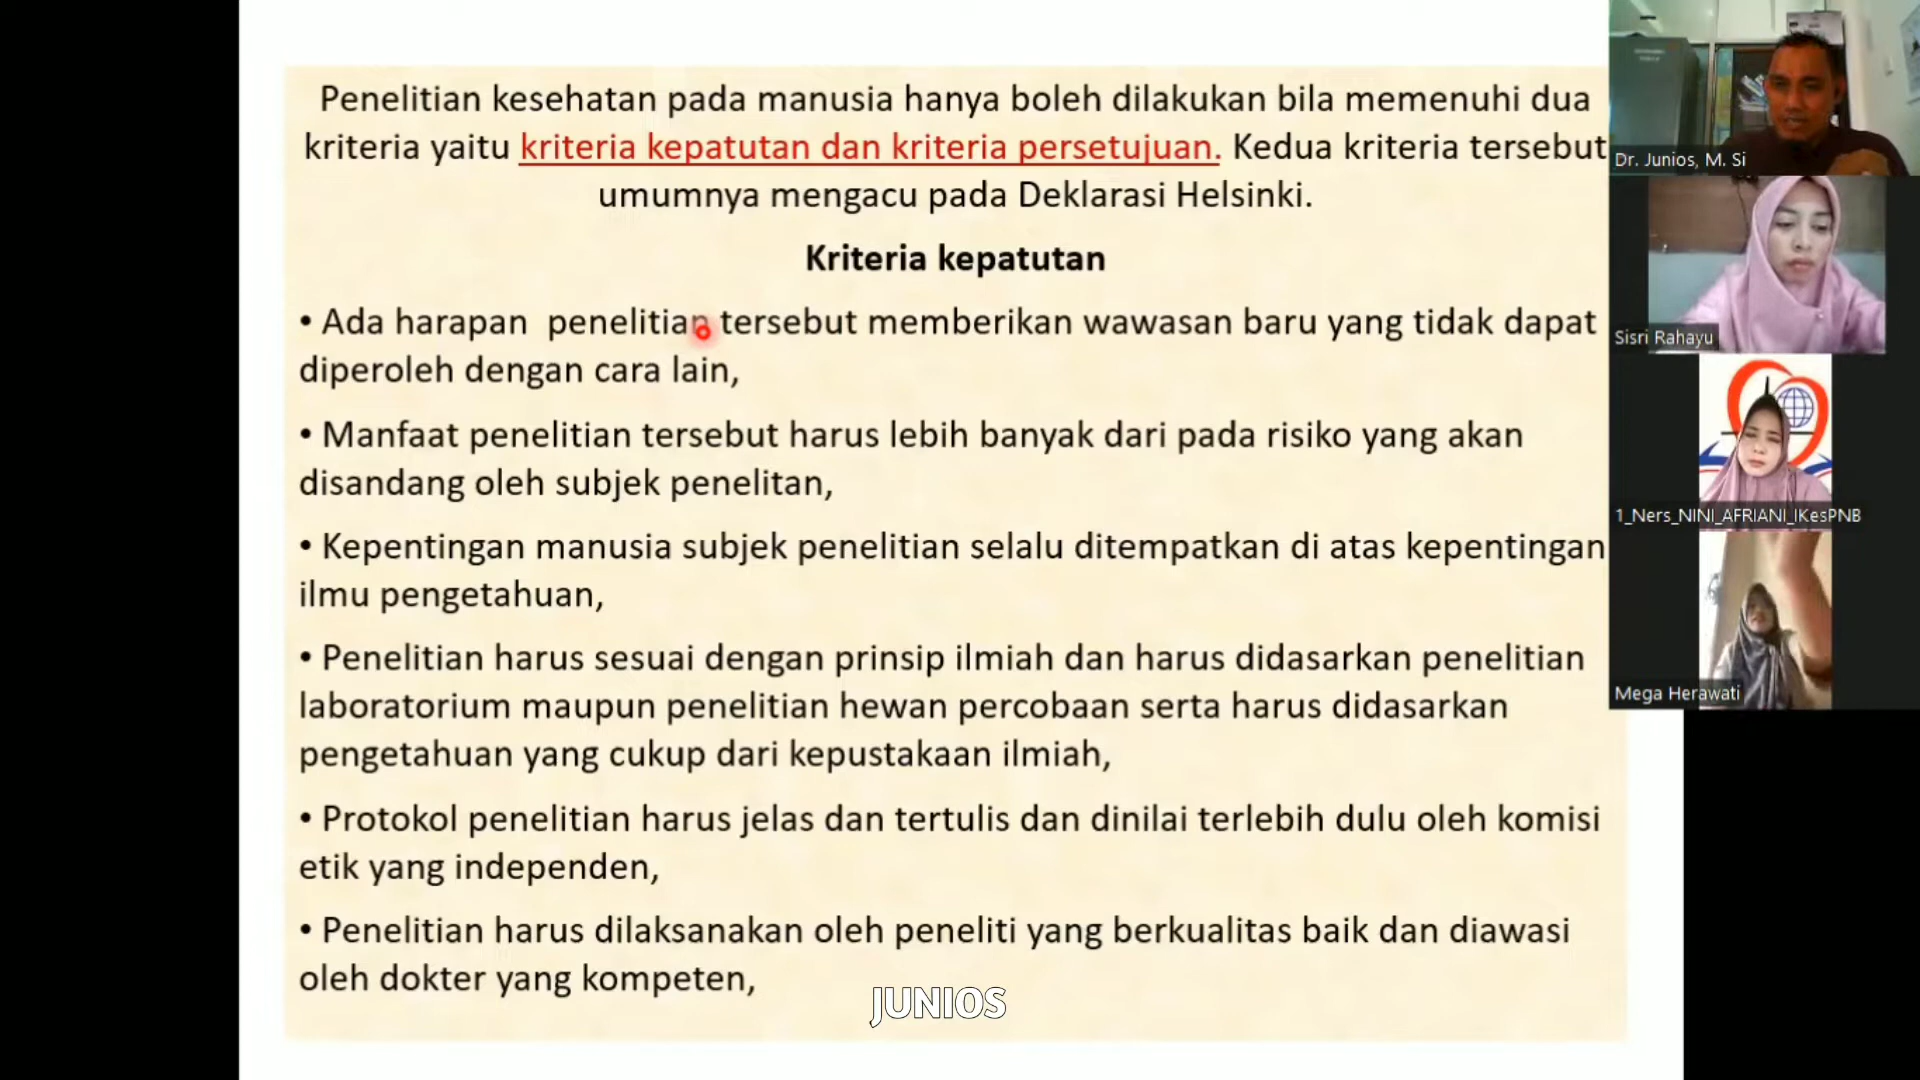 Penelitian kesehatan pada manusia hanya boleh dilakukan bila memenuhi dua
kriteria yaitu kriteria kepatutan dan kriteria persetujuan. Kedua kriteria tersebut
umumnya mengacu pada Deklarasi Helsinki.
Kriteria kepatutan
• Ada harapan penelitian tersebut memberikan wawasan baru yang tidak dapat
diperoleh dengan cara lain,
• Manfaat penelitian tersebut harus lebih banyak dari pada risiko yang akan
disandang oleh subjek penelitan,
• Kepentingan manusia subjek penelitian selalu ditempatkan di atas kepentingan
ilmu pengetahuan,
• Penelitian harus sesuai dengan prinsip ilmiah dan harus didasarkan penelitian
laboratorium maupun penelitian hewan percobaan serta harus didasarkan
pengetahuan yang cukup dari kepustakaan ilmiah,
• Protokol penelitian harus jelas dan tertulis dan dinilai terlebih dulu oleh komisi
etik yang independen,
• Penelitian harus dilaksanakan oleh peneliti yang berkualitas baik dan diawasi
oleh dokter yang kompeten,
JUNIOS
Dr. Junios, M. Si
Sisri Rahayu
1_Ners_NINI_AFRIANI_IKesPNB
Mega Herawati